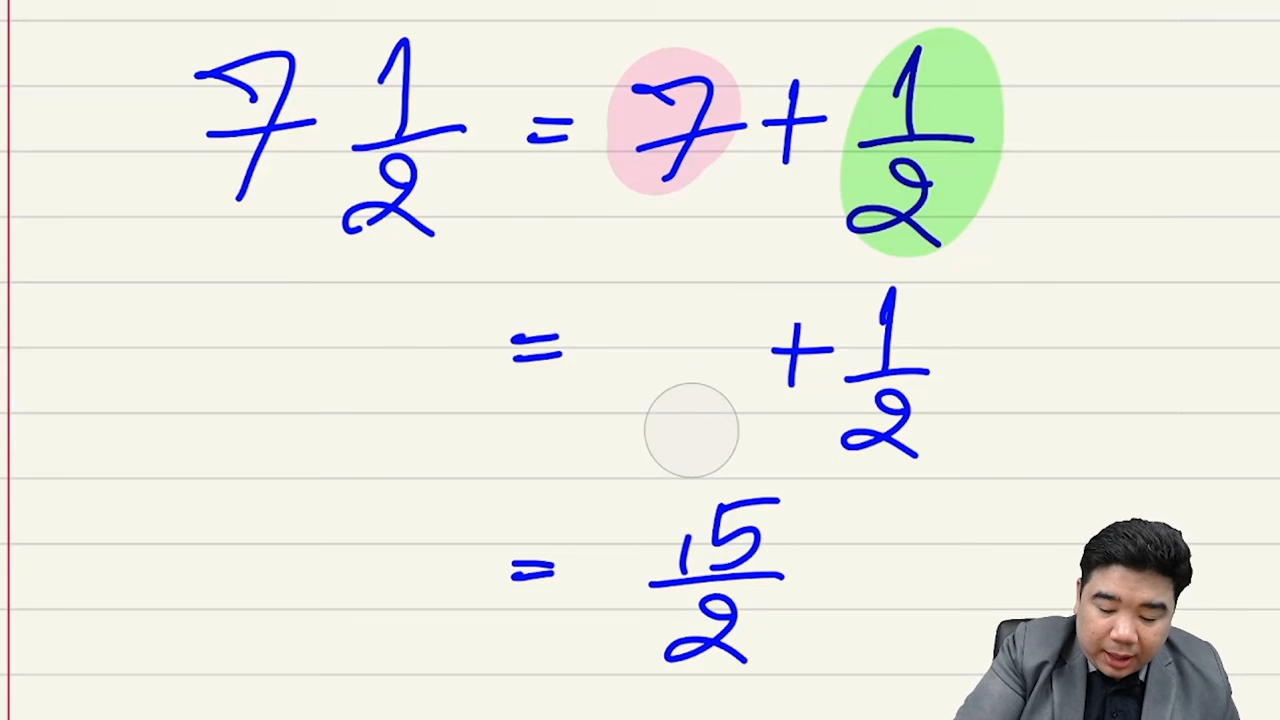 7 1/2 = 7 + 1/2
= + 1/2
= 15/2